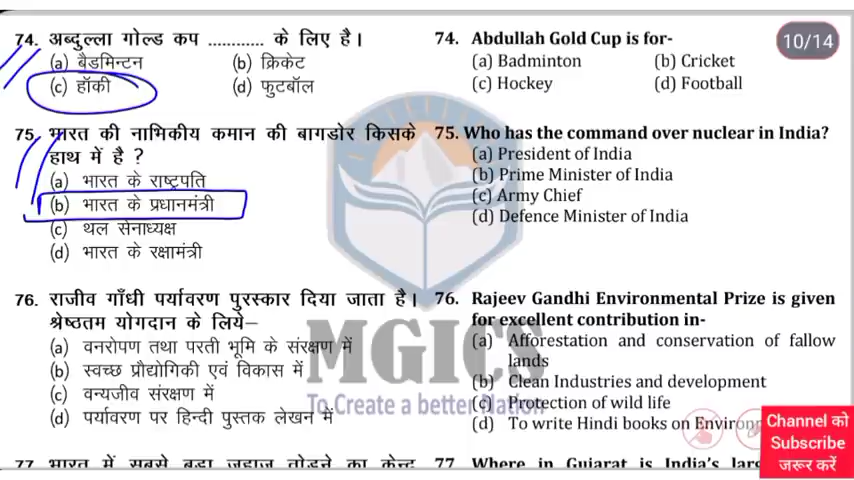 74. अब्दुल्ला गोल्ड कप ............ के लिए है।
(a) बैडमिन्टन (b) क्रिकेट
(c) हॉकी (d) फुटबॉल
75. भारत की नाभिकीय कमान की बागडोर किसके
हाथ में है ?
(a) भारत के राष्ट्रपति
(b) भारत के प्रधानमंत्री
(c) थल सेनाध्यक्ष
(d) भारत के रक्षामंत्री
76. राजीव गाँधी पर्यावरण पुरस्कार दिया जाता है।
श्रेष्ठतम योगदान के लिये–
(a) वनरोपण तथा परती भूमि के संरक्षण में
(b) स्वच्छ प्रौद्योगिकी एवं विकास में
(c) वन्यजीव संरक्षण में
(d) पर्यावरण पर हिन्दी पुस्तक लेखन में
77. भारत में सबसे बड़ा जहाज तोड़ने का केन्द्र
74. Abdullah Gold Cup is for-
(a) Badminton (b) Cricket
(c) Hockey (d) Football
75. Who has the command over nuclear in India?
(a) President of India
(b) Prime Minister of India
(c) Army Chief
(d) Defence Minister of India
76. Rajeev Gandhi Environmental Prize is given
for excellent contribution in-
(a) Afforestation and conservation of fallow
lands
(b) Clean Industries and development
(c) Protection of wild life
(d) To write Hindi books on
77 Where in Gujarat is India's
10/14
MGICS
To Create a better Nation
Channel को
Subscribe
जरूर करें